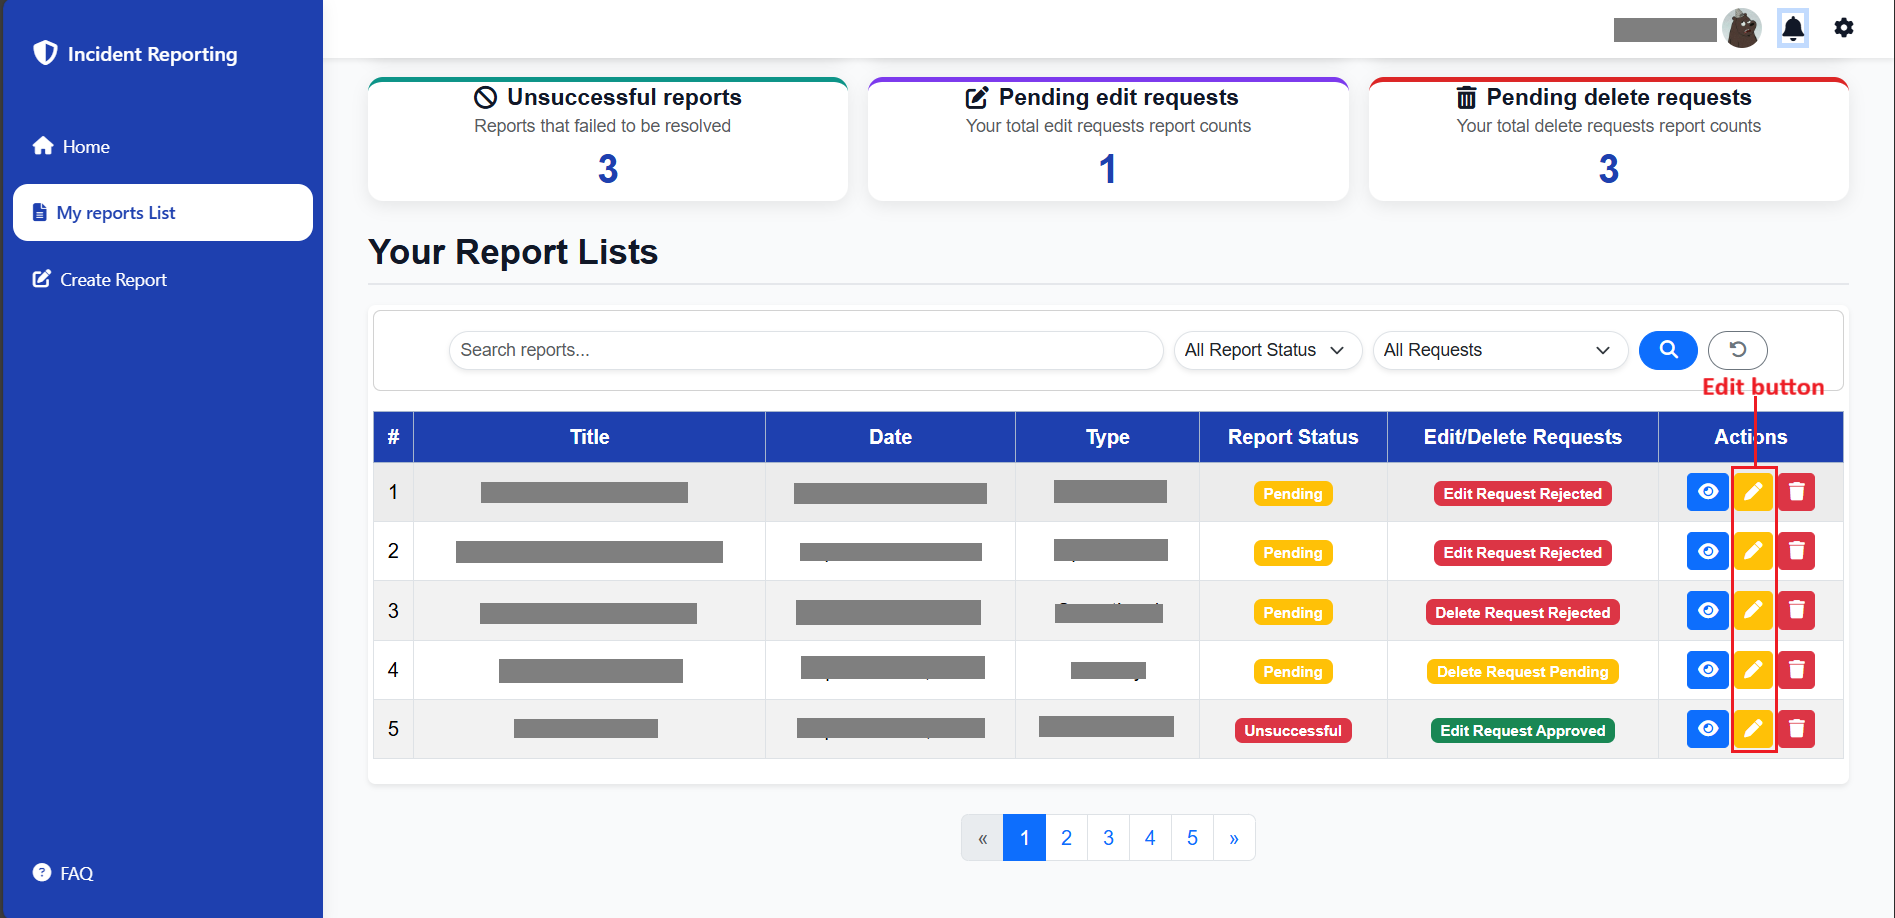 Incident Reporting
Home
My reports List
Create Report
FAQ
Unsuccessful reports
Reports that failed to be resolved
3
Pending edit requests
Your total edit requests report counts
1
Pending delete requests
Your total delete requests report counts
3
Your Report Lists
Search reports...
All Report Status
All Requests
Edit button
# Title Date Type Report Status Edit/Delete Requests Actions
1 Pending Edit Request Rejected
2 Pending Edit Request Rejected
3 Pending Delete Request Rejected
4 Pending Delete Request Pending
5 Unsuccessful Edit Request Approved
« 1 2 3 4 5 »